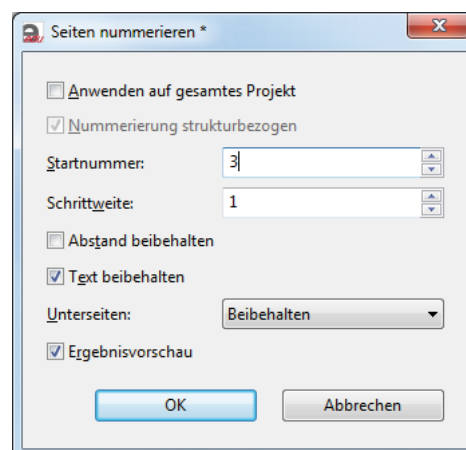 Seiten nummerieren *
Anwenden auf gesamtes Projekt
Nummerierung strukturbezogen
Startnummer: 3
Schrittweite: 1
Abstand beibehalten
Text beibehalten
Unterseiten: Beibehalten
Ergebnisvorschau
OK Abbrechen